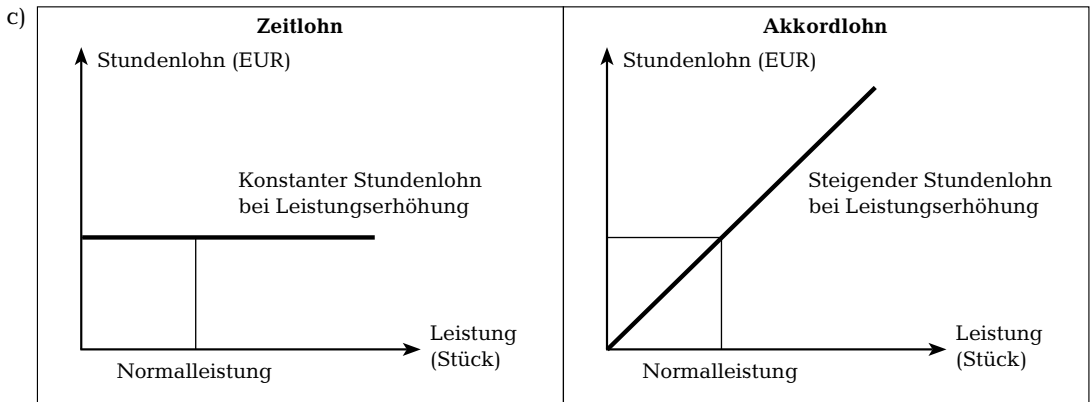 c)
Zeitlohn
Stundenlohn (EUR)
Konstanter Stundenlohn
bei Leistungserhöhung
Leistung
(Stück)
Normalleistung
Akkordlohn
Stundenlohn (EUR)
Steigender Stundenlohn
bei Leistungserhöhung
Leistung
(Stück)
Normalleistung